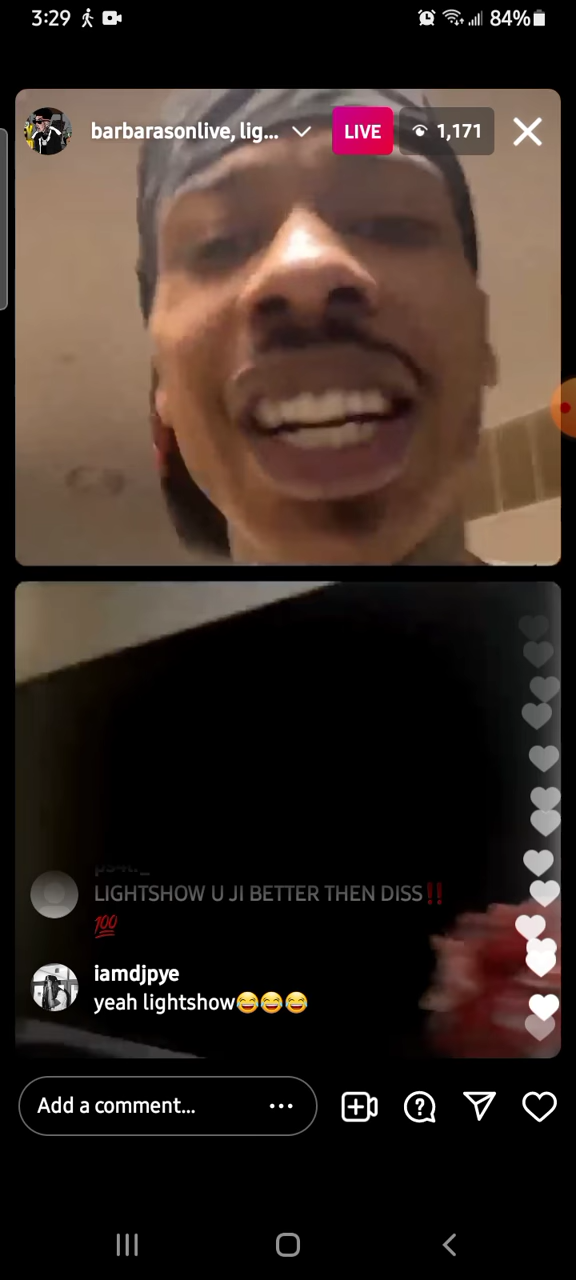 3:29
84%
barbarasonlive, lig...
LIVE
1,171
LIGHTSHOW U JI BETTER THEN DISS‼️
💯
iamdjpye
yeah lightshow😂😂😂
Add a comment...